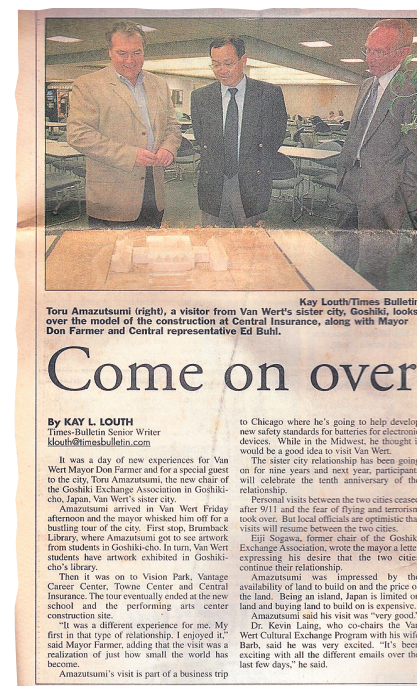 Kay Louth/Times Bulletin
Toru Amazutsumi (right), a visitor from Van Wert's sister city, Goshiki, looks
over the model of the construction at Central Insurance, along with Mayor
Don Farmer and Central representative Ed Buhl.
Come on over
By KAY L. LOUTH
Times-Bulletin Senior Writer
klouth@timesbulletin.com
It was a day of new experiences for Van
Wert Mayor Don Farmer and for a special guest
to the city, Toru Amazutsumi, the new chair of
the Goshiki Exchange Association in Goshiki-
cho, Japan, Van Wert's sister city.
Amazutsumi arrived in Van Wert Friday
afternoon and the mayor whisked him off for a
bustling tour of the city. First stop, Brumback
Library, where Amazutsumi got to see artwork
from students in Goshiki-cho. In turn, Van Wert
students have artwork exhibited in Goshiki-
cho's library.
Then it was on to Vision Park, Vantage
Career Center, Towne Center and Central
Insurance. The tour eventually ended at the new
school and the performing arts center
construction site.
"It was a different experience for me. My
first in that type of relationship. I enjoyed it,"
said Mayor Farmer, adding that the visit was a
realization of just how small the world has
become.
Amazutsumi's visit is part of a business trip
to Chicago where he's going to help develop
new safety standards for batteries for electronic
devices. While in the Midwest, he thought i
would be a good idea to visit Van Wert.
The sister city relationship has been going
on for nine years and next year, participant
will celebrate the tenth anniversary of the
relationship.
Personal visits between the two cities ceased
after 9/11 and the fear of flying and terrorism
took over. But local officials are optimistic tha
visits will resume between the two cities.
Eiji Sogawa, former chair of the Goshik
Exchange Association, wrote the mayor a lette
expressing his desire that the two citie
continue their relationship.
Amazutsumi was impressed by the
availability of land to build on and the price o
the land. Being an island, Japan is limited o
land and buying land to build on is expensive.
Amazutsumi said his visit was "very good."
Dr. Kevin Laing, who co-chairs the Van
Wert Cultural Exchange Program with his wife
Barb, said he was very excited. "It's been
exciting with all the different emails over the
last few days," he said.